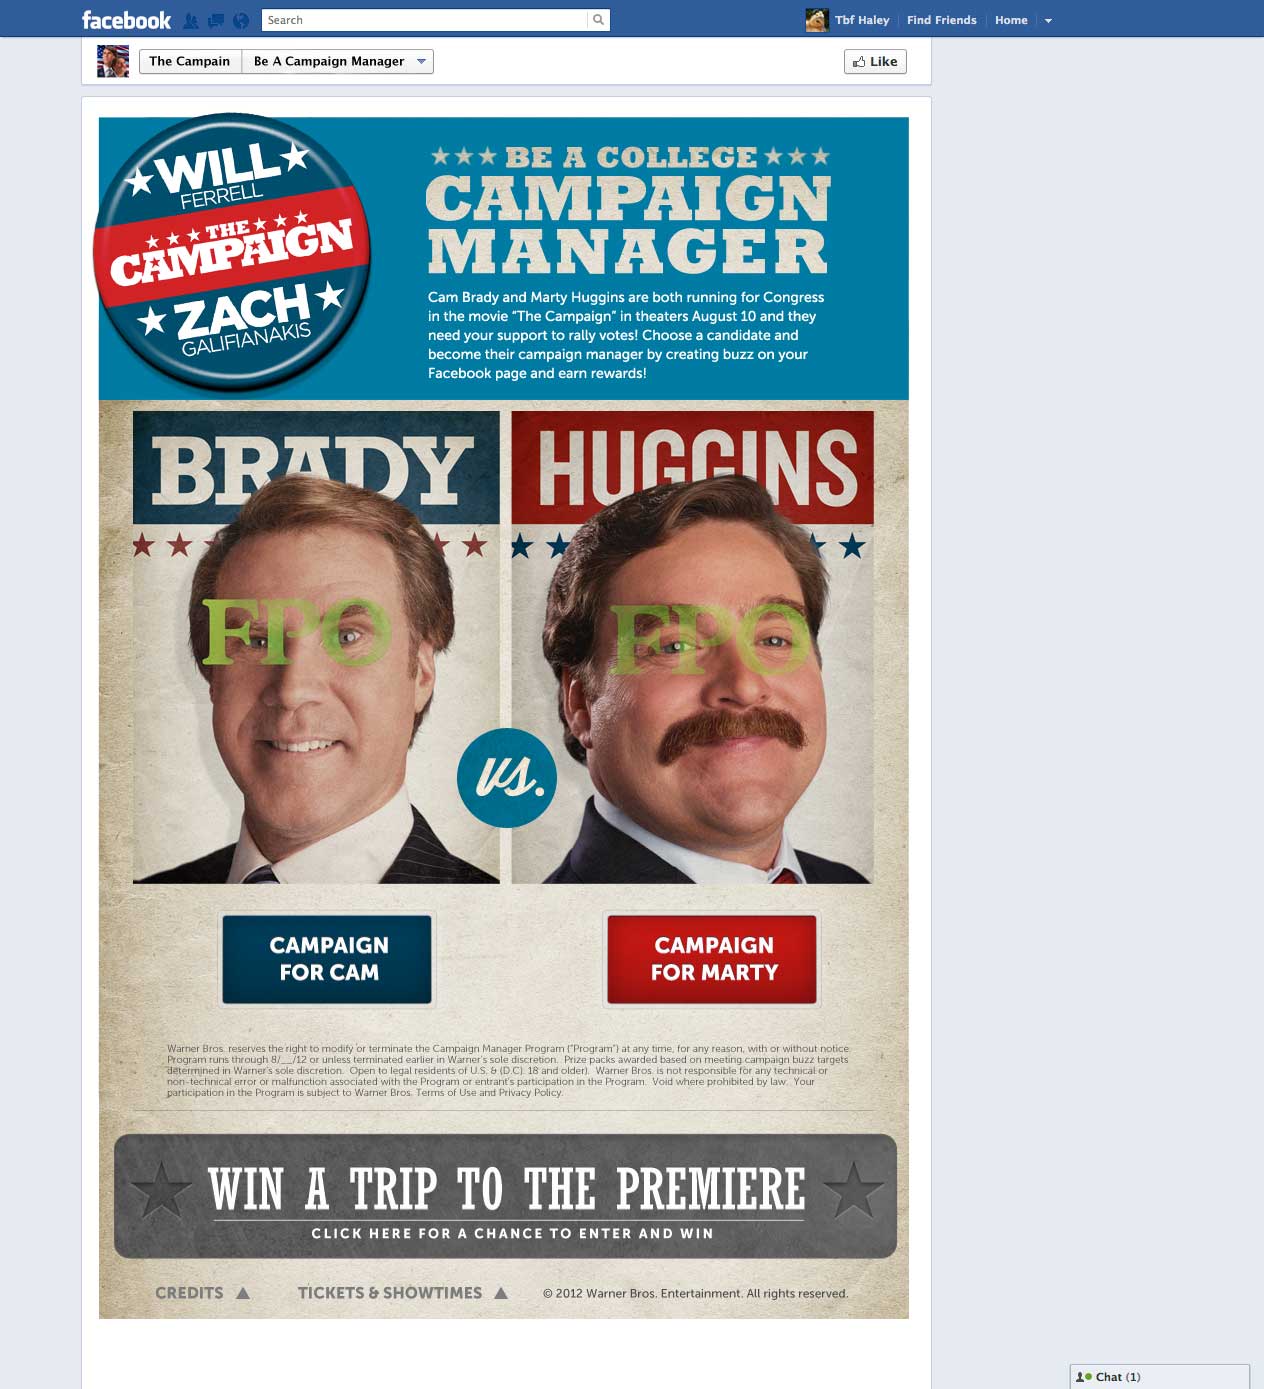 facebook
Search
Tbf Haley
Find Friends
Home
The Campain
Be A Campaign Manager
Like
WILL
FERRELL
THE
CAMPAIGN
ZACH
GALIFIANAKIS
BE A COLLEGE
CAMPAIGN
MANAGER
Cam Brady and Marty Huggins are both running for Congress
in the movie “The Campaign” in theaters August 10 and they
need your support to rally votes! Choose a candidate and
become their campaign manager by creating buzz on your
Facebook page and earn rewards!
BRADY
HUGGINS
FPO
FPO
vs.
CAMPAIGN
FOR CAM
CAMPAIGN
FOR MARTY
Warner Bros. reserves the right to modify or terminate the Campaign Manager Program (“Program”) at any time, for any reason, with or without notice.
Program runs through 8/__/12 or unless terminated earlier in Warner's sole discretion. Prize packs awarded based on meeting campaign buzz targets
determined in Warner's sole discretion. Open to legal residents of U.S. & (D.C). 18 and older). Warner Bros. is not responsible for any technical or
non-technical error or malfunction associated with the Program or entrant's participation in the Program. Void where prohibited by law. Your
participation in the Program is subject to Warner Bros. Terms of Use and Privacy Policy.
WIN A TRIP TO THE PREMIERE
CLICK HERE FOR A CHANCE TO ENTER AND WIN
CREDITS
TICKETS & SHOWTIMES
© 2012 Warner Bros. Entertainment. All rights reserved.
Chat (1)